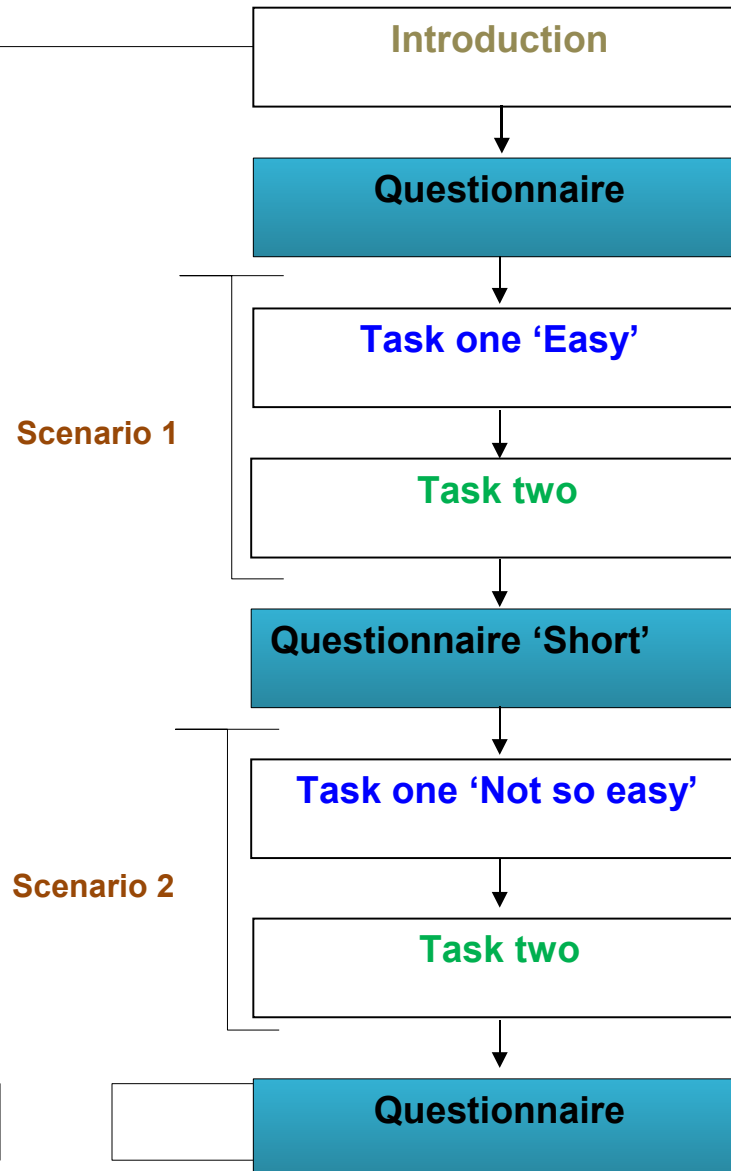 Introduction
Questionnaire
Task one ‘Easy’
Scenario 1
Task two
Questionnaire ‘Short’
Task one ‘Not so easy’
Scenario 2
Task two
Questionnaire